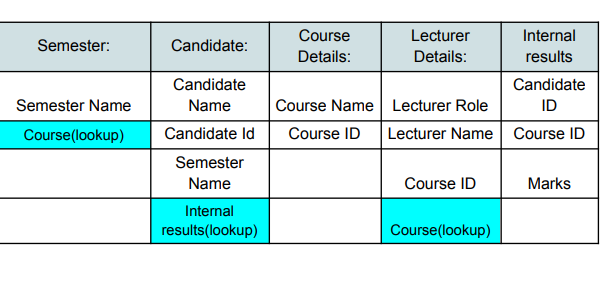 Semester: Candidate: Course Details: Lecturer Details: Internal results
Semester Name Candidate Name Course Name Lecturer Role Candidate ID
Course(lookup) Candidate Id Course ID Lecturer Name Course ID
Semester Name Course ID Marks
Internal results(lookup) Course(lookup)